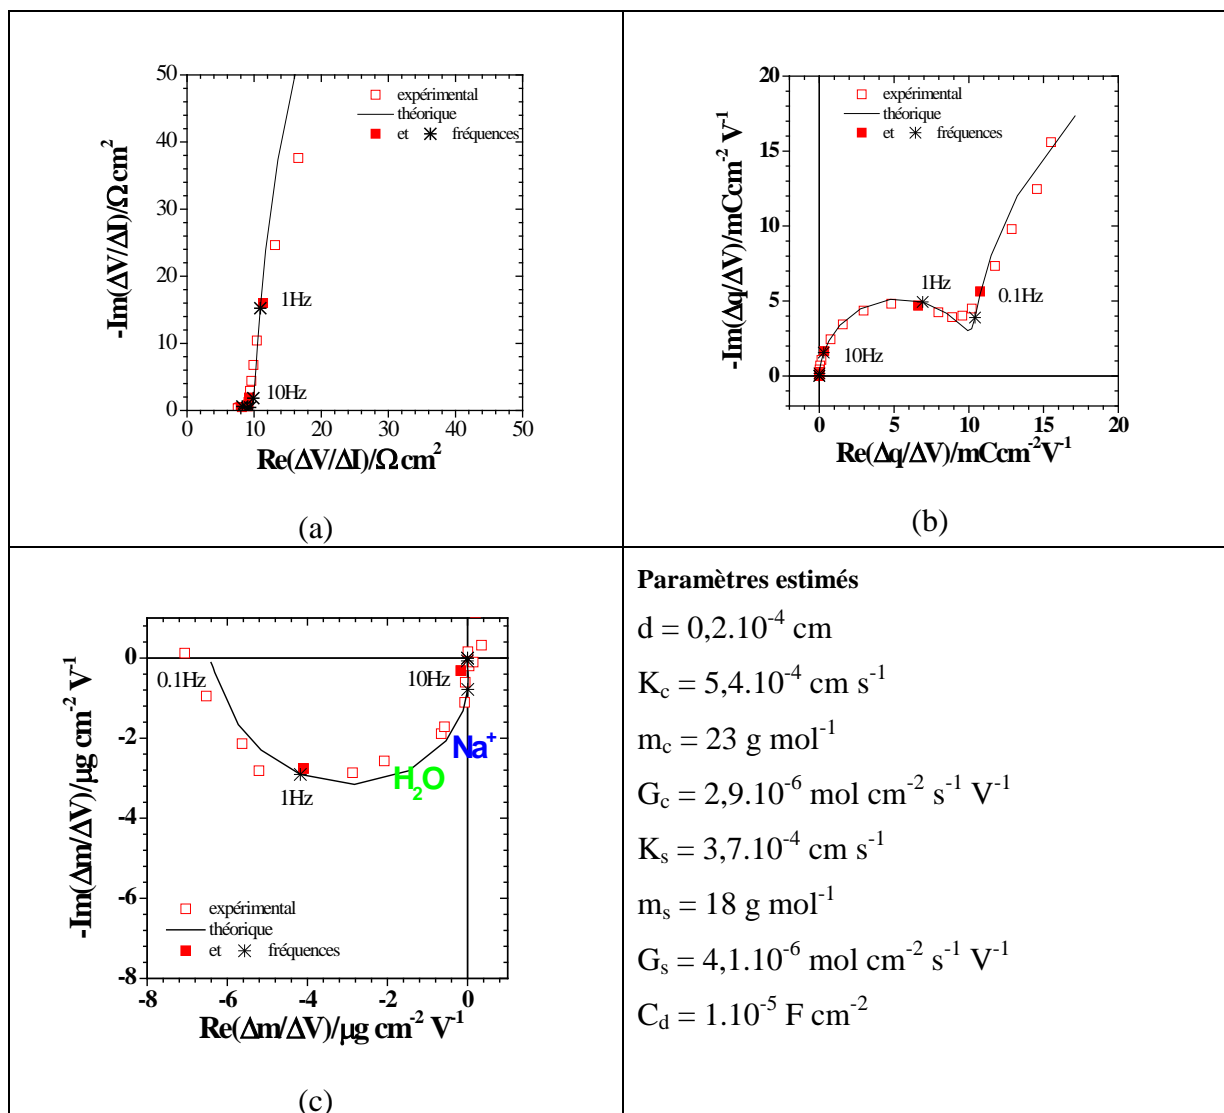 50
40
30
20
10
0
-Im(ΔV/ΔI)/Ω cm²
expérimental
théorique
et fréquences
1Hz
10Hz
0 10 20 30 40 50
Re(ΔV/ΔI)/Ω cm²
(a)
20
15
10
5
0
-Im(Δq/ΔV)/mCcm⁻² V⁻¹
expérimental
théorique
et fréquences
1Hz
0.1Hz
10Hz
0 5 10 15 20
Re(Δq/ΔV)/mCcm⁻²V⁻¹
(b)
0
-2
-4
-6
-8
-Im(Δm/ΔV)/µg cm⁻² V⁻¹
0.1Hz
10Hz
Na⁺
H₂O
1Hz
expérimental
théorique
et fréquences
-8 -6 -4 -2 0
Re(Δm/ΔV)/µg cm⁻² V⁻¹
(c)
Paramètres estimés
d = 0,2.10⁻⁴ cm
K_c = 5,4.10⁻⁴ cm s⁻¹
m_c = 23 g mol⁻¹
G_c = 2,9.10⁻⁶ mol cm⁻² s⁻¹ V⁻¹
K_s = 3,7.10⁻⁴ cm s⁻¹
m_s = 18 g mol⁻¹
G_s = 4,1.10⁻⁶ mol cm⁻² s⁻¹ V⁻¹
C_d = 1.10⁻⁵ F cm⁻²